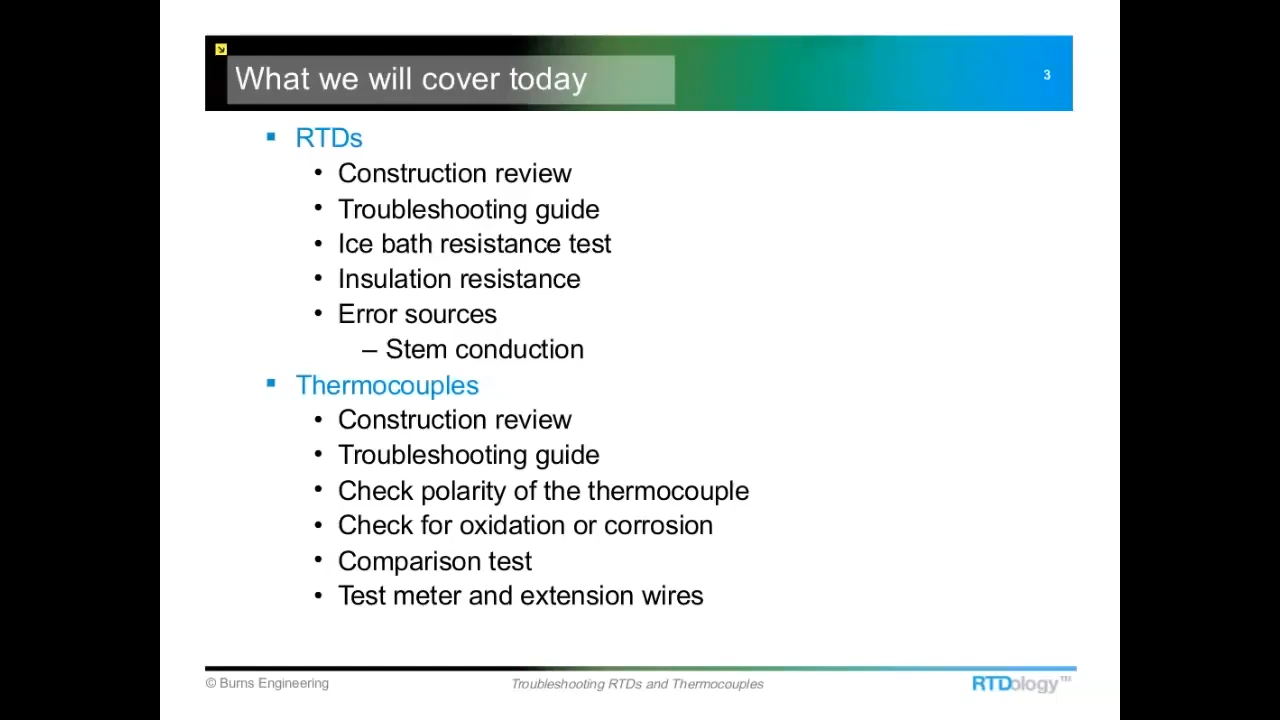 What we will cover today
3
▪ RTDs
• Construction review
• Troubleshooting guide
• Ice bath resistance test
• Insulation resistance
• Error sources
– Stem conduction
▪ Thermocouples
• Construction review
• Troubleshooting guide
• Check polarity of the thermocouple
• Check for oxidation or corrosion
• Comparison test
• Test meter and extension wires
© Burns Engineering
Troubleshooting RTDs and Thermocouples
RTDology™